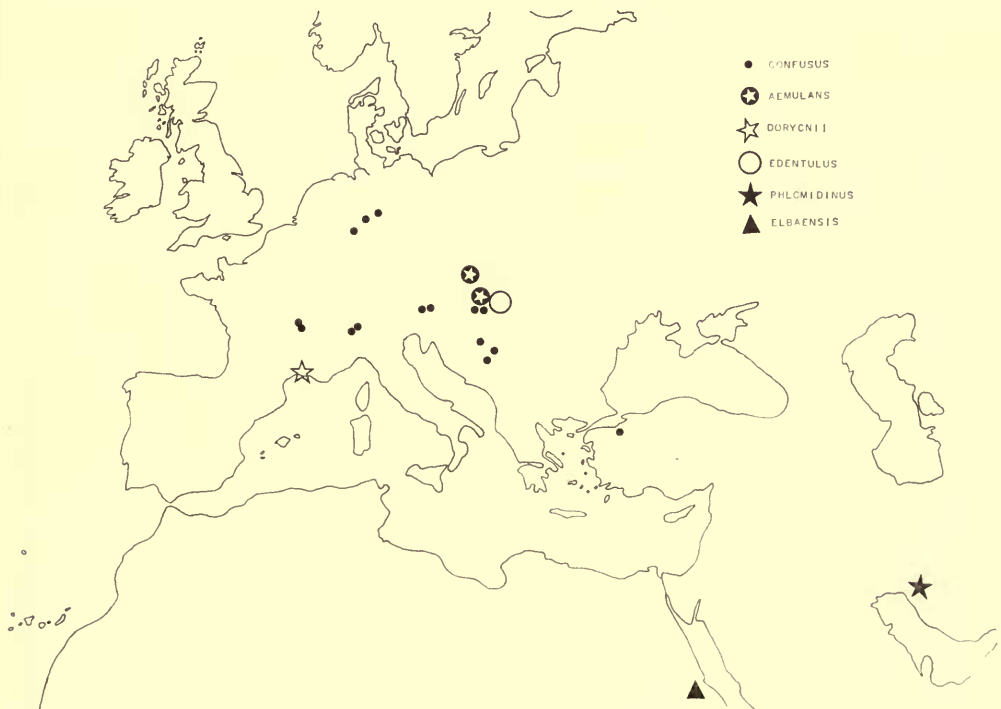 CONFUSUS
AEMULANS
DORYCNII
EDENTULUS
PHLOMIDINUS
ELBAENSIS